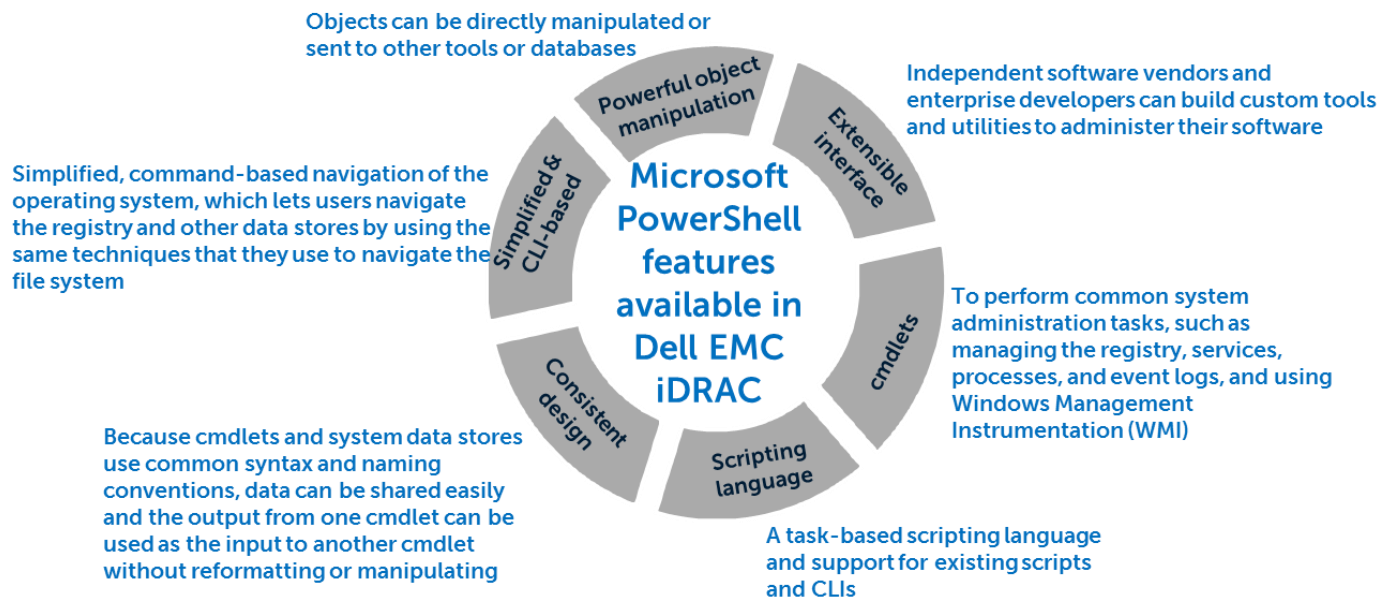 Objects can be directly manipulated or
sent to other tools or databases
Powerful object
manipulation
Independent software vendors and
enterprise developers can build custom tools
and utilities to administer their software
Extensible
interface
Simplified, command-based navigation of the
operating system, which lets users navigate
the registry and other data stores by using the
same techniques that they use to navigate the
file system
Simplified &
CLI-based
Microsoft
PowerShell
features
available in
Dell EMC
iDRAC
To perform common system
administration tasks, such as
managing the registry, services,
processes, and event logs, and using
Windows Management
Instrumentation (WMI)
cmdlets
Consistent
design
Because cmdlets and system data stores
use common syntax and naming
conventions, data can be shared easily
and the output from one cmdlet can be
used as the input to another cmdlet
without reformatting or manipulating
Scripting
language
A task-based scripting language
and support for existing scripts
and CLIs